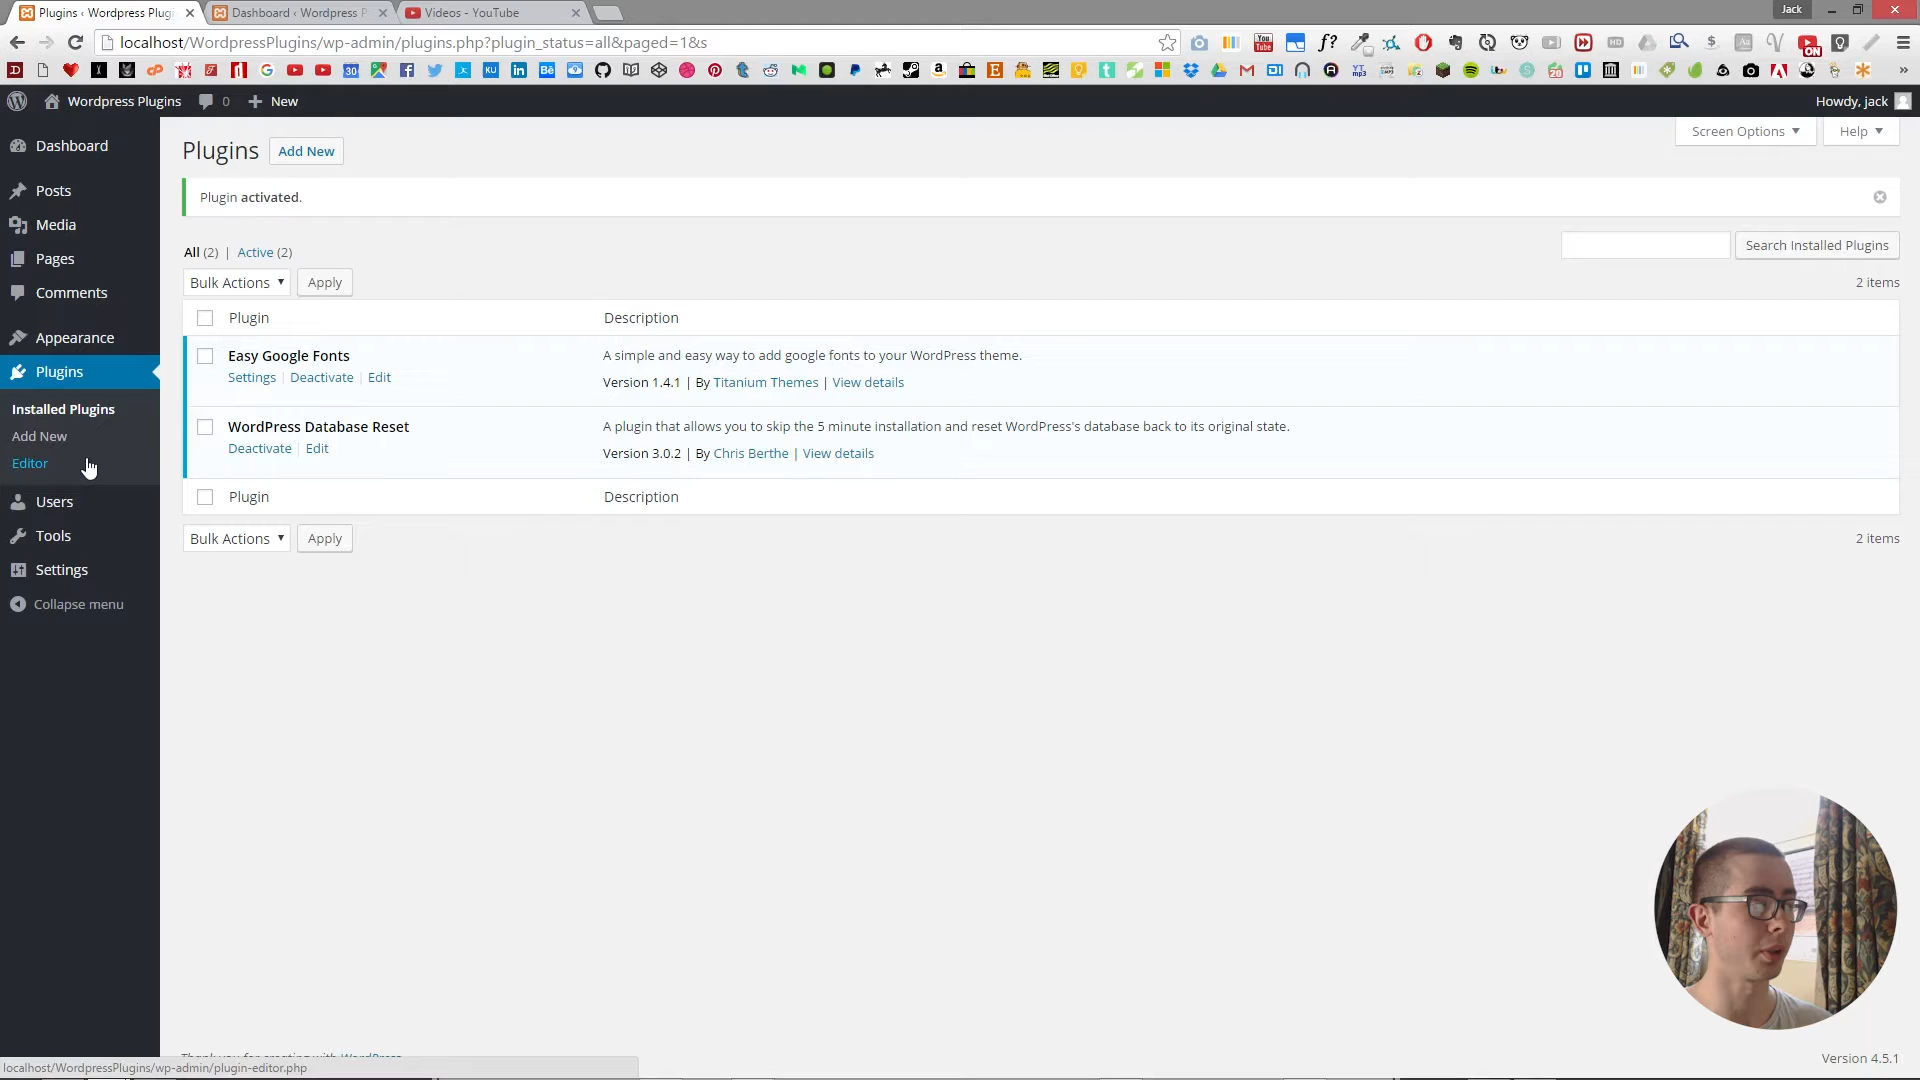 Plugins ‹ Wordpress Plugi
Dashboard ‹ Wordpress P
Videos - YouTube
Jack
localhost/WordpressPlugins/wp-admin/plugins.php?plugin_status=all&paged=1&s
Wordpress Plugins
0
New
Howdy, jack
Dashboard
Posts
Media
Pages
Comments
Appearance
Plugins
Installed Plugins
Add New
Editor
Users
Tools
Settings
Collapse menu
Plugins
Add New
Screen Options
Help
Plugin activated.
All (2) | Active (2)
Search Installed Plugins
Bulk Actions
Apply
2 items
Plugin
Description
Easy Google Fonts
A simple and easy way to add google fonts to your WordPress theme.
Settings | Deactivate | Edit
Version 1.4.1 | By Titanium Themes | View details
WordPress Database Reset
A plugin that allows you to skip the 5 minute installation and reset WordPress's database back to its original state.
Deactivate | Edit
Version 3.0.2 | By Chris Berthe | View details
Plugin
Description
Bulk Actions
Apply
2 items
Thank you for creating with WordPress.
Version 4.5.1
localhost/WordpressPlugins/wp-admin/plugin-editor.php